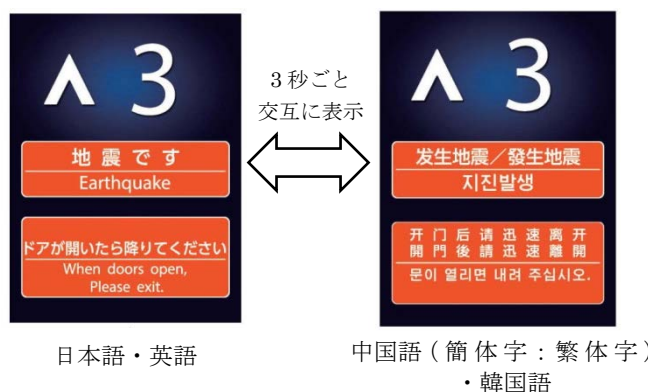 ∧ 3
地震です
Earthquake
ドアが開いたら降りてください
When doors open,
Please exit.
日本語・英語
3秒ごと
交互に表示
∧ 3
发生地震／發生地震
지진발생
开门后请迅速离开
開門後請迅速離開
문이 열리면 내려 주십시오.
中国語(簡体字:繁体字)
・韓国語